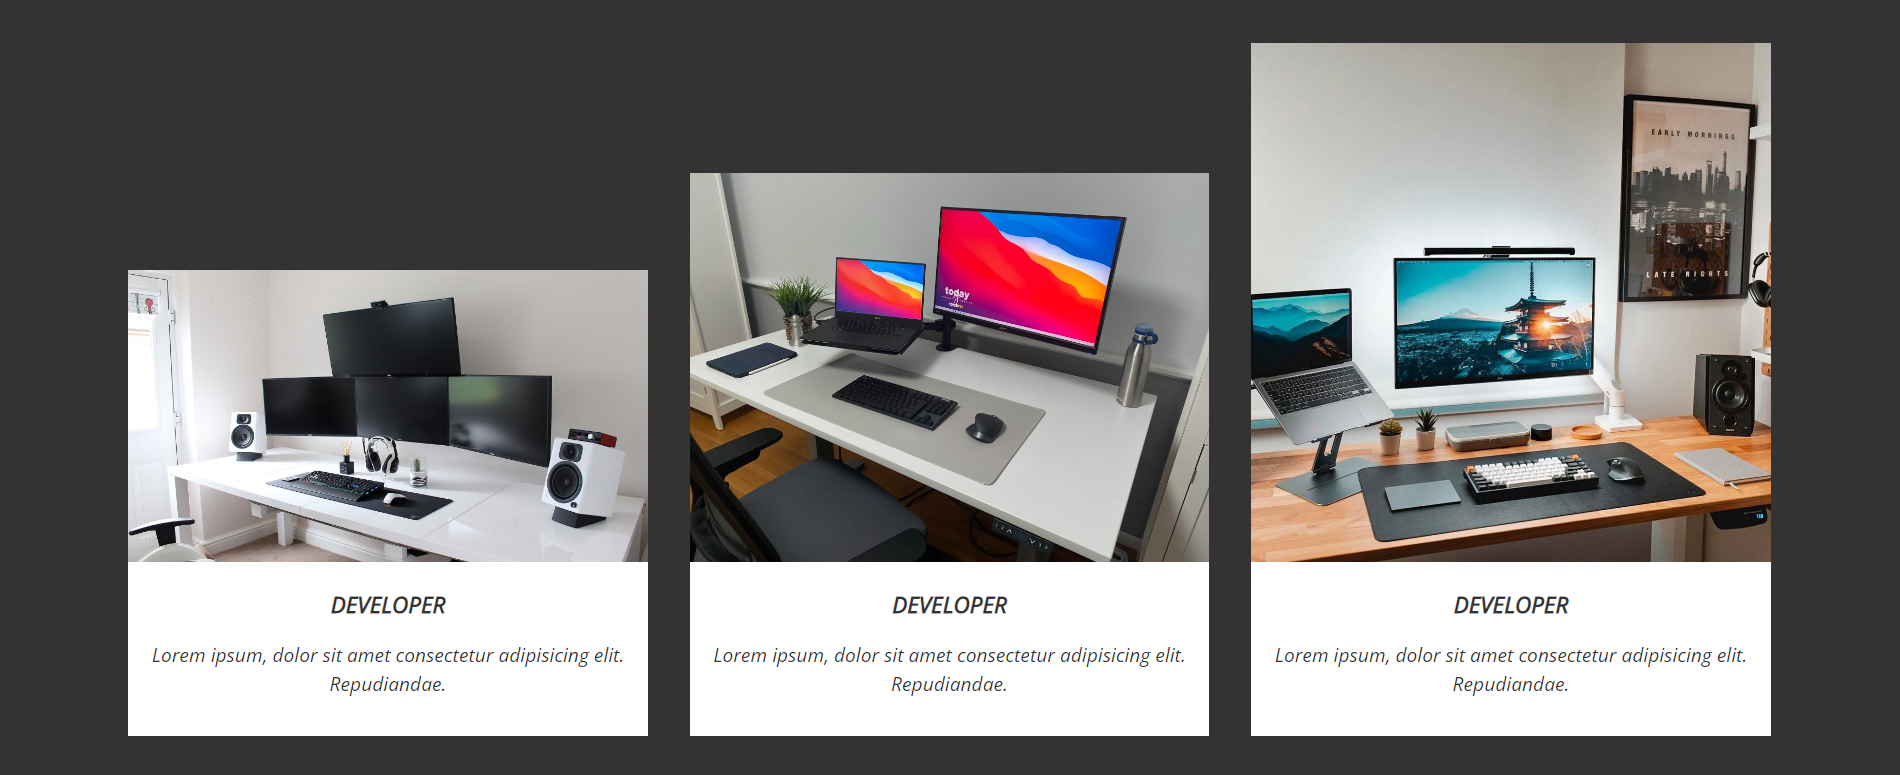 EARLY MORNINGS
LATE NIGHTS
today
DEVELOPER
Lorem ipsum, dolor sit amet consectetur adipisicing elit.
Repudiandae.
DEVELOPER
Lorem ipsum, dolor sit amet consectetur adipisicing elit.
Repudiandae.
DEVELOPER
Lorem ipsum, dolor sit amet consectetur adipisicing elit.
Repudiandae.